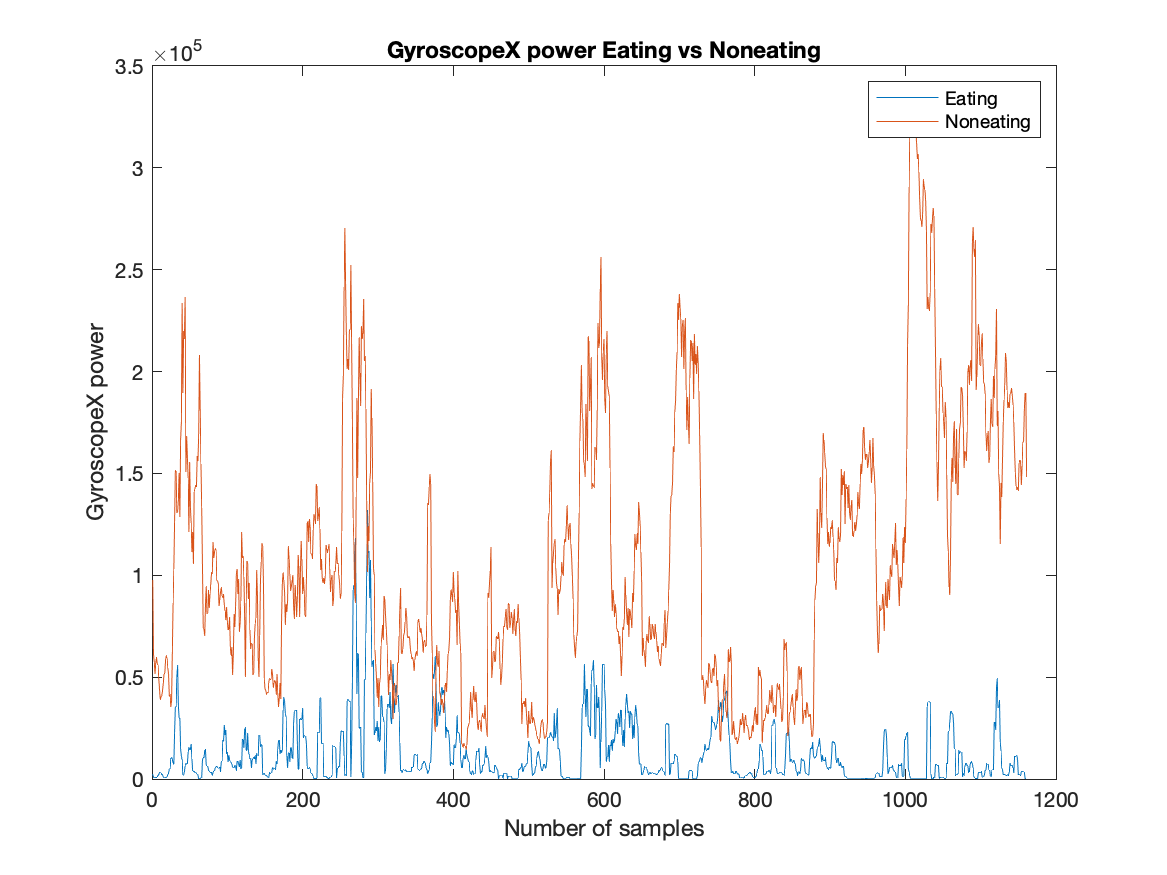 GyroscopeX power Eating vs Noneating
×10⁵
3.5
3
2.5
2
1.5
1
0.5
0
GyroscopeX power
Eating
Noneating
0 200 400 600 800 1000 1200
Number of samples